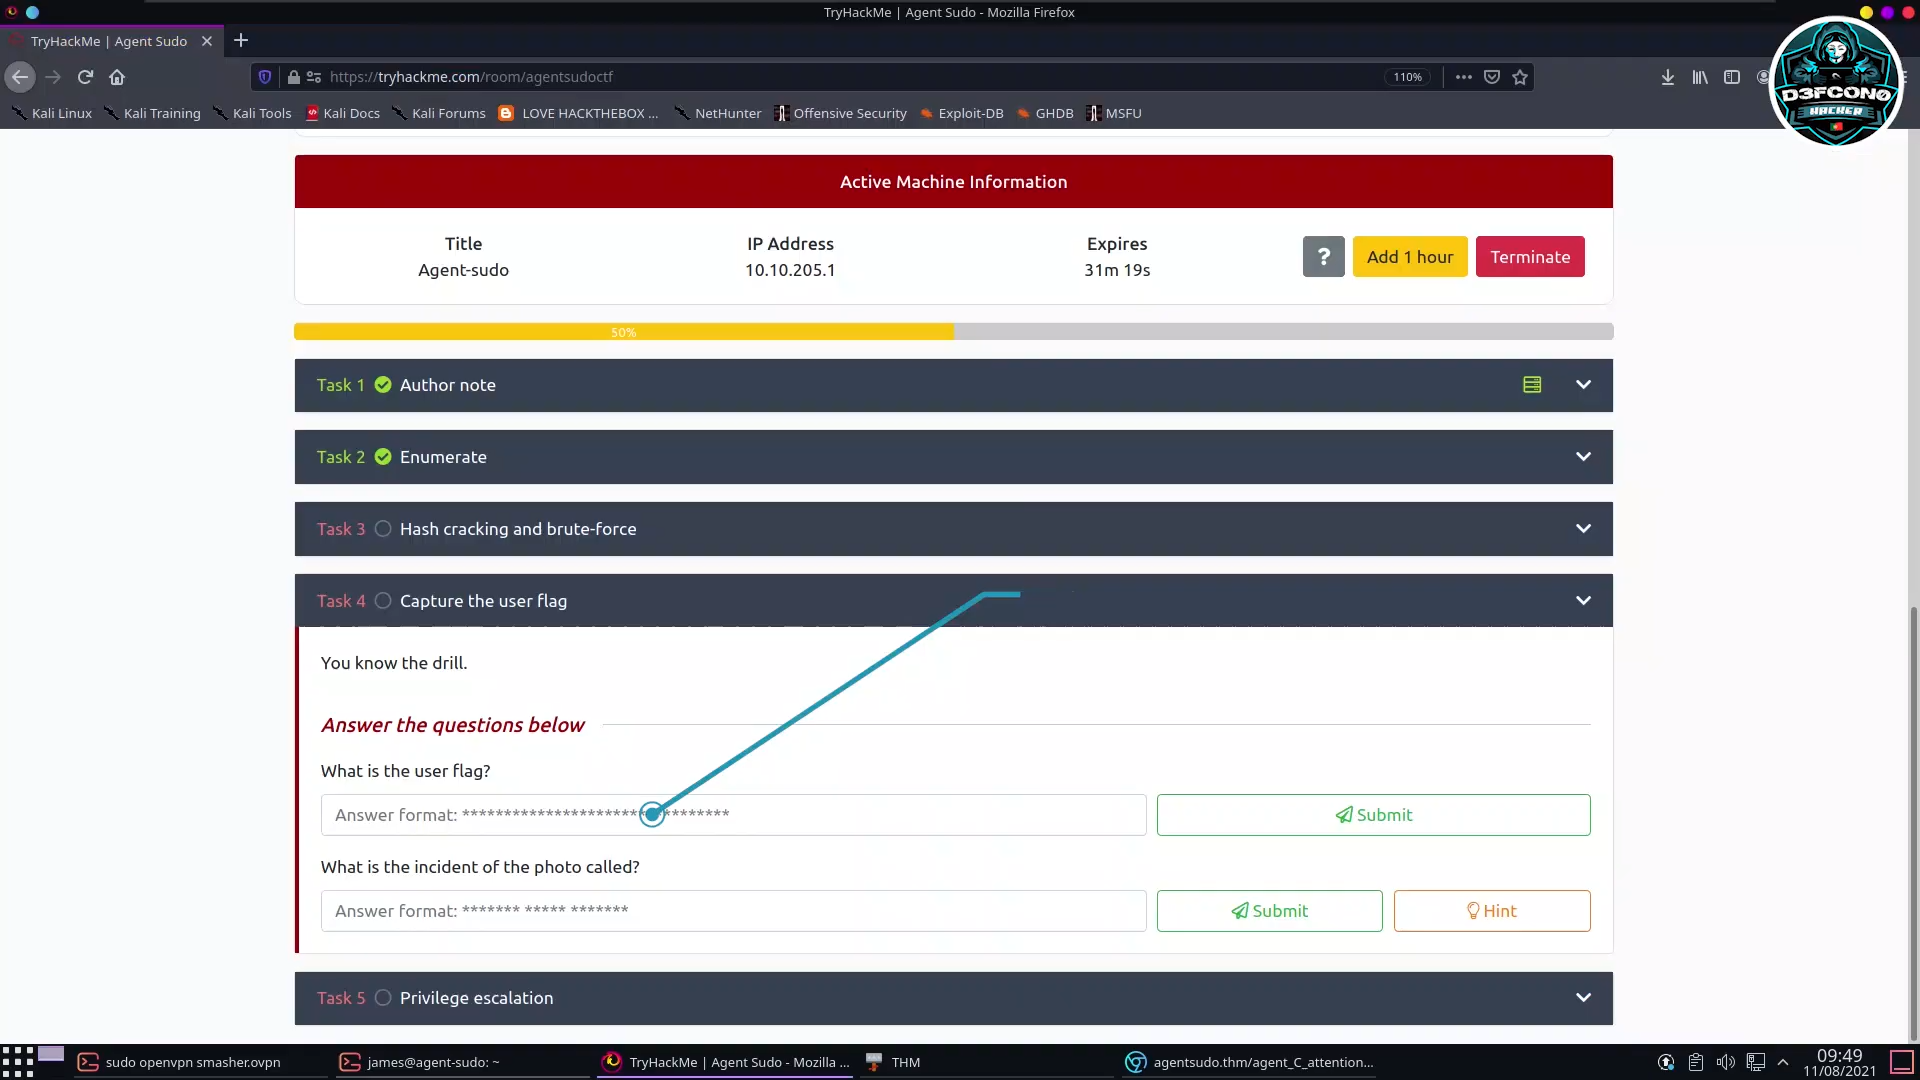 TryHackMe | Agent Sudo - Mozilla Firefox
TryHackMe | Agent Sudo
https://tryhackme.com/room/agentsudoctf
110%
Kali Linux
Kali Training
Kali Tools
Kali Docs
Kali Forums
LOVE HACKTHEBOX ...
NetHunter
Offensive Security
Exploit-DB
GHDB
MSFU
D3FCON0
HACKER
Active Machine Information
Title
IP Address
Expires
Agent-sudo
10.10.205.1
31m 19s
?
Add 1 hour
Terminate
50%
Task 1 Author note
Task 2 Enumerate
Task 3 Hash cracking and brute-force
Task 4 Capture the user flag
You know the drill.
Answer the questions below
What is the user flag?
Answer format: ********************************
Submit
What is the incident of the photo called?
Answer format: ******* ***** *******
Submit
Hint
Task 5 Privilege escalation
sudo openvpn smasher.ovpn
james@agent-sudo: ~
TryHackMe | Agent Sudo - Mozilla ...
THM
agentsudo.thm/agent_C_attention...
09:49
11/08/2021